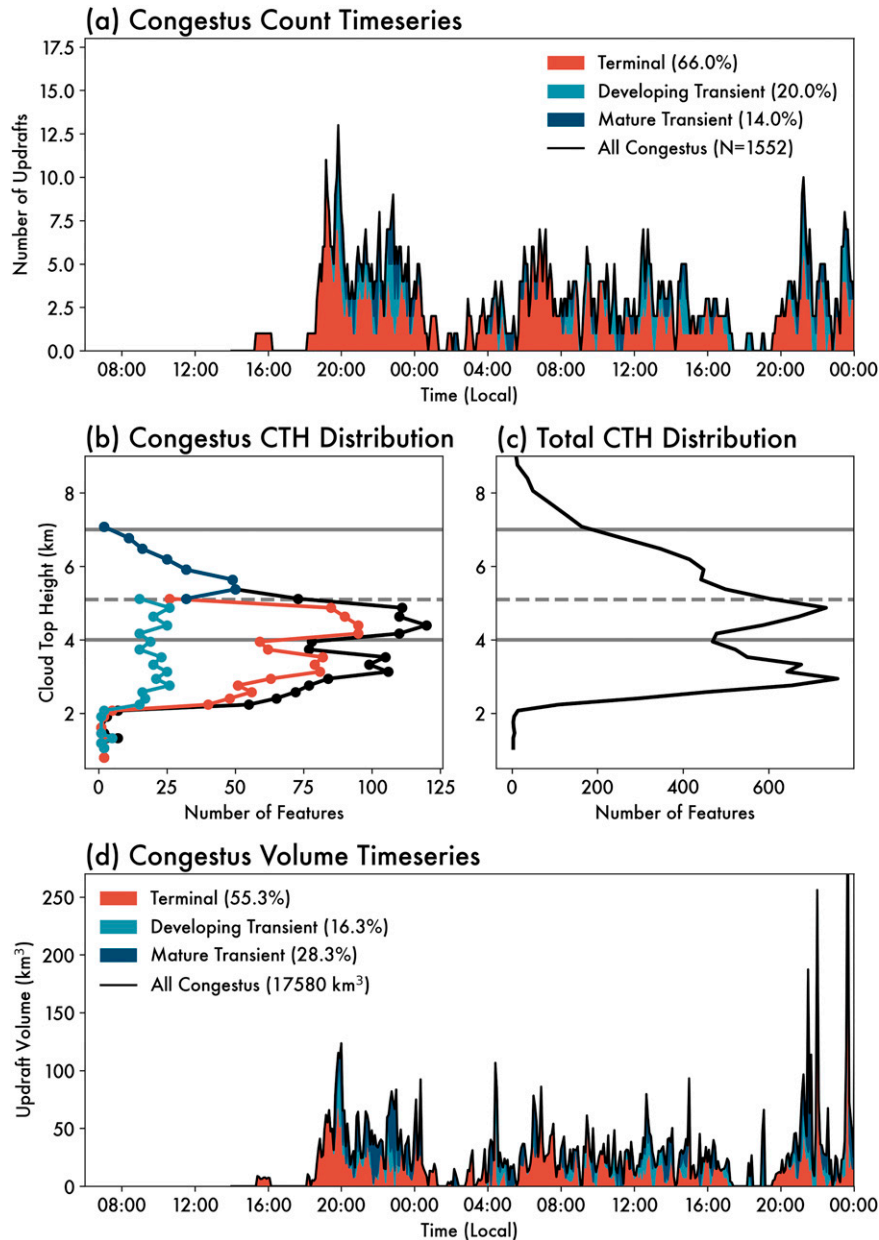 (a) Congestus Count Timeseries
17.5
15.0
12.5
10.0
7.5
5.0
2.5
0.0
Number of Updrafts
Terminal (66.0%)
Developing Transient (20.0%)
Mature Transient (14.0%)
All Congestus (N=1552)
08:00 12:00 16:00 20:00 00:00 04:00 08:00 12:00 16:00 20:00 00:00
Time (Local)
(b) Congestus CTH Distribution
8
6
4
2
Cloud Top Height (km)
0 25 50 75 100 125
Number of Features
(c) Total CTH Distribution
8
6
4
2
0 200 400 600
Number of Features
(d) Congestus Volume Timeseries
250
200
150
100
50
0
Updraft Volume (km³)
Terminal (55.3%)
Developing Transient (16.3%)
Mature Transient (28.3%)
All Congestus (17580 km³)
08:00 12:00 16:00 20:00 00:00 04:00 08:00 12:00 16:00 20:00 00:00
Time (Local)